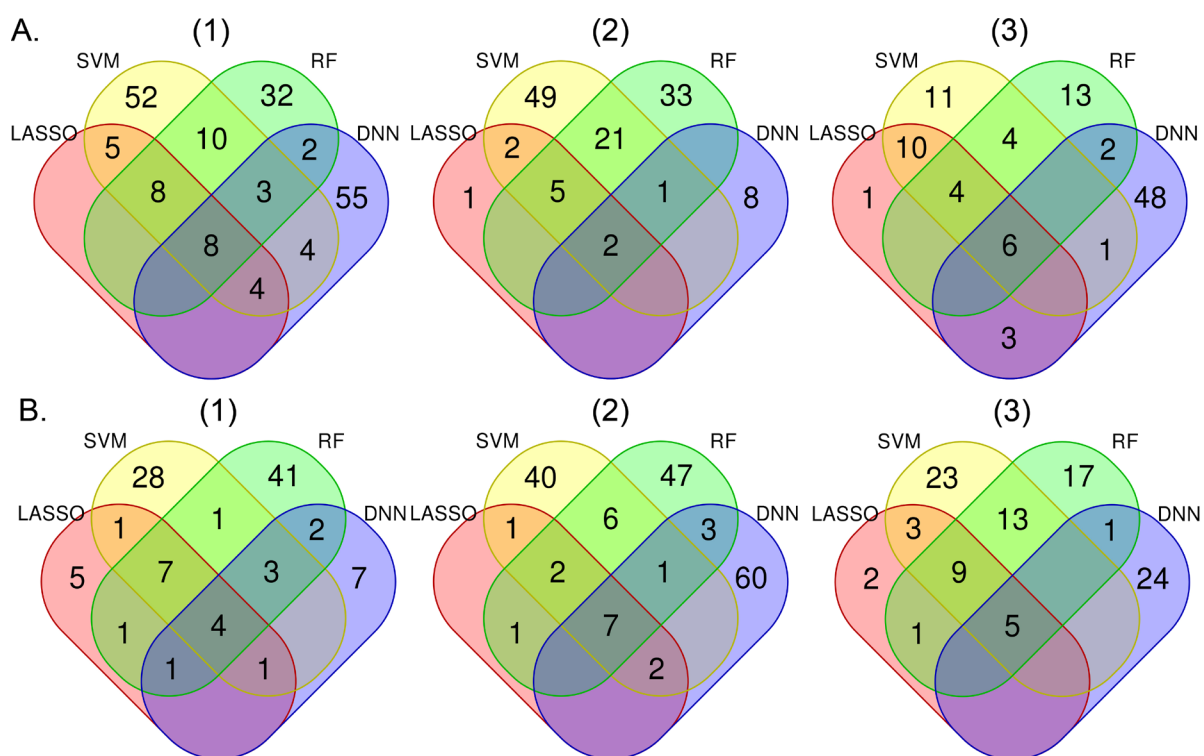 A. (1) (2) (3)
SVM RF SVM RF SVM RF
52 32 49 33 11 13
LASSO DNN LASSO DNN LASSO DNN
5 10 2 2 21 10 4 2
8 3 55 1 5 1 8 1 4 48
8 4 2 6 1
4 3
B. (1) (2) (3)
SVM RF SVM RF SVM RF
28 41 40 47 23 17
LASSO DNN LASSO DNN LASSO DNN
1 1 2 1 6 3 3 13 1
5 7 3 7 2 1 60 2 9 24
1 4 1 7 1 5
1 1 2